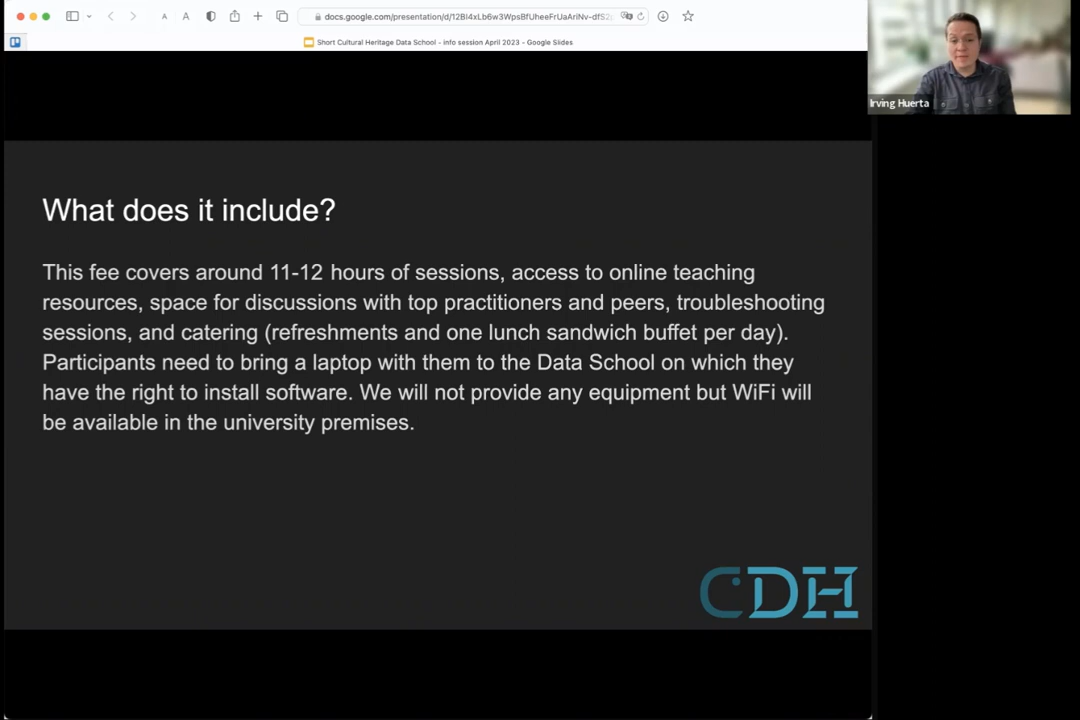 A A
docs.google.com/presentation/d/12Bl4xLb6w3WpsBfUheeFrUaAriNv-dfS2
Short Cultural Heritage Data School - info session April 2023 - Google Slides
Irving Huerta
What does it include?
This fee covers around 11-12 hours of sessions, access to online teaching
resources, space for discussions with top practitioners and peers, troubleshooting
sessions, and catering (refreshments and one lunch sandwich buffet per day).
Participants need to bring a laptop with them to the Data School on which they
have the right to install software. We will not provide any equipment but WiFi will
be available in the university premises.
CDH